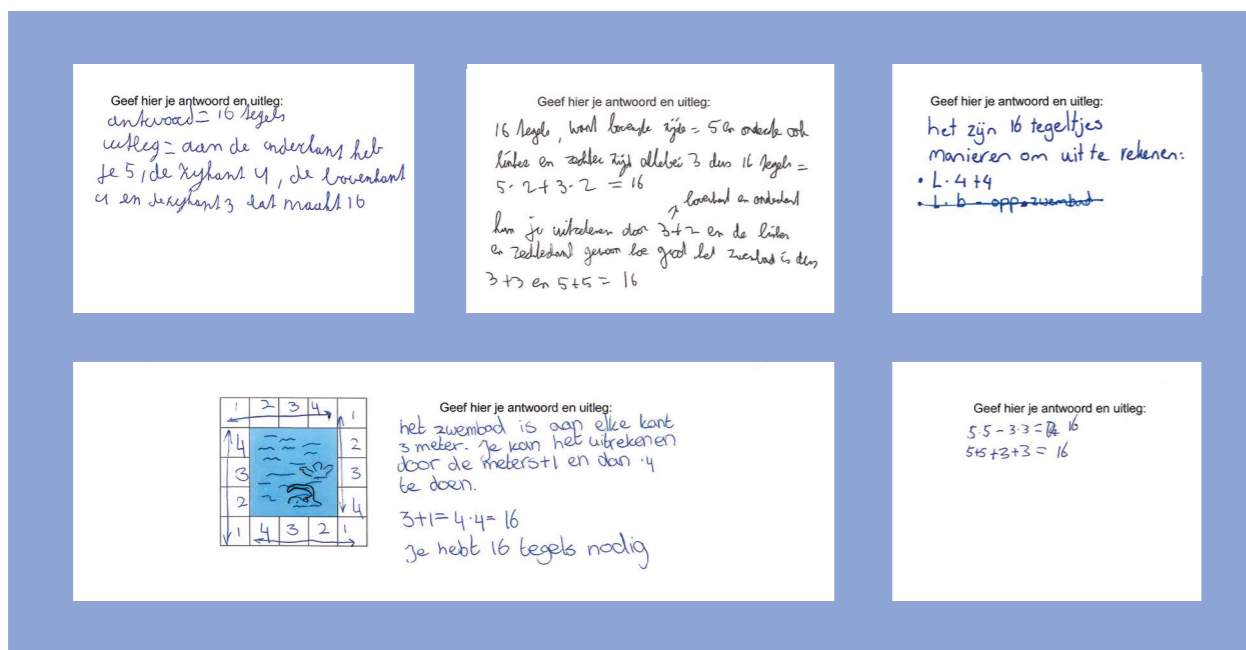 Geef hier je antwoord en uitleg:
antwoord = 16 tegels
uitleg = aan de onderkant heb
je 5, de zijkant 4, de bovenkant
4 en de zijkant 3 dat maakt 16
Geef hier je antwoord en uitleg:
16 tegels, want bovenste zijde = 5 en onderste ook
linker en rechter zijd allebei 3 dus 16 tegels =
5 · 2 + 3 · 2 = 16
bovenkant en onderkant
kun je uitrekenen door 3+2 en de linker
en rechterkant gewoon hoe groot het zwembad is dus
3+3 en 5+5 = 16
Geef hier je antwoord en uitleg:
het zijn 16 tegeltjes
manieren om uit te rekenen:
• L · 4 + 4
• L · b - opp. zwembad
1 2 3 4 1
4 2
3 3
2 4
1 4 3 2 1
Geef hier je antwoord en uitleg:
het zwembad is aan elke kant
3 meter. Je kan het uitrekenen
door de meters+1 en dan ·4
te doen.
3+1=4·4=16
Je hebt 16 tegels nodig
Geef hier je antwoord en uitleg:
5·5 - 3·3 = 16
5+5+3+3 = 16